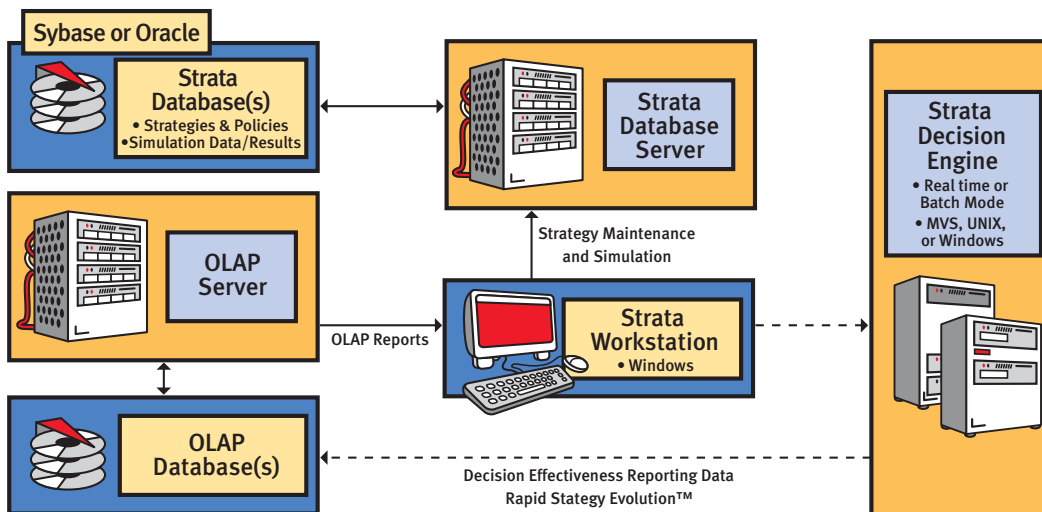 Sybase or Oracle
Strata
Database(s)
• Strategies & Policies
•Simulation Data/Results
Strata
Database
Server
Strata
Decision
Engine
• Real time or
Batch Mode
• MVS, UNIX,
or Windows
Strategy Maintenance
and Simulation
OLAP
Server
OLAP Reports
Strata
Workstation
• Windows
OLAP
Database(s)
Decision Effectiveness Reporting Data
Rapid Stategy Evolution™